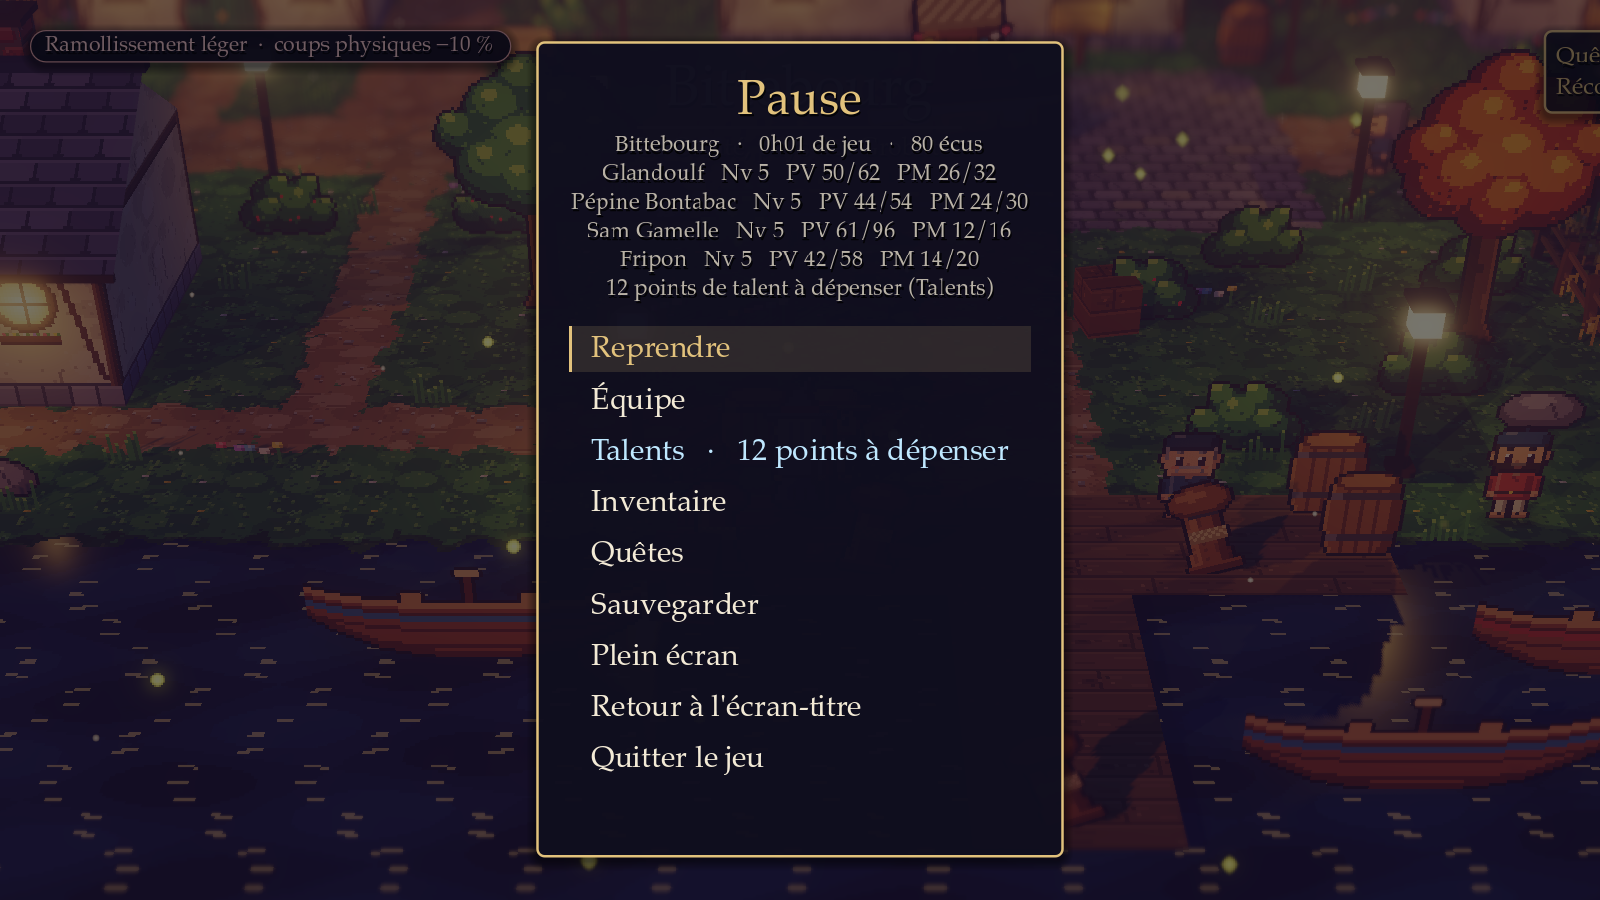 Ramollissement léger · coups physiques −10 %
Quê
Réco
Bittebourg
Pause
Bittebourg · 0h01 de jeu · 80 écus
Glandoulf Nv 5 PV 50/62 PM 26/32
Pépine Bontabac Nv 5 PV 44/54 PM 24/30
Sam Gamelle Nv 5 PV 61/96 PM 12/16
Fripon Nv 5 PV 42/58 PM 14/20
12 points de talent à dépenser (Talents)
Reprendre
Équipe
Talents · 12 points à dépenser
Inventaire
Quêtes
Sauvegarder
Plein écran
Retour à l'écran-titre
Quitter le jeu